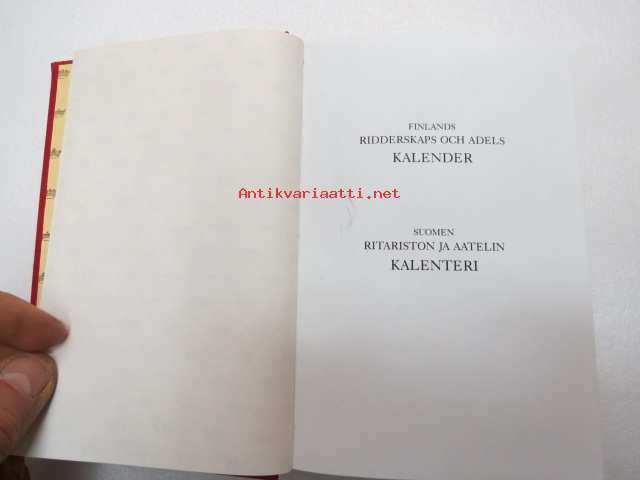 FINLANDS
RIDDERSKAPS OCH ADELS
KALENDER
Antikvariaatti.net
SUOMEN
RITARISTON JA AATELIN
KALENTERI